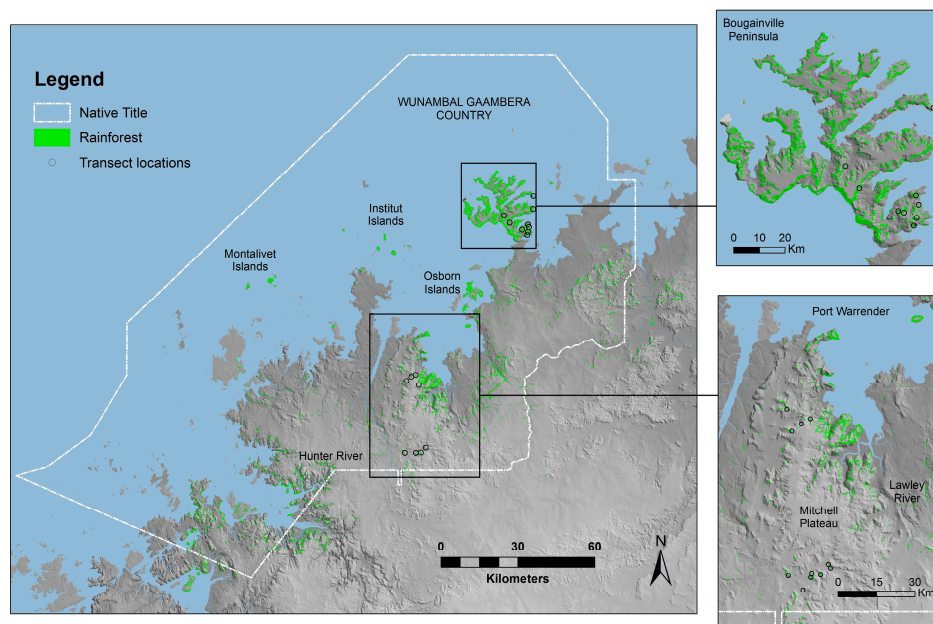 Legend
Native Title
Rainforest
Transect locations
WUNAMBAL GAAMBERA
COUNTRY
Institut
Islands
Montalivet
Islands
Osborn
Islands
Hunter River
0 30 60
Kilometers
N
Bougainville
Peninsula
0 10 20
Km
Port Warrender
Lawley
River
Mitchell
Plateau
0 15 30
Km